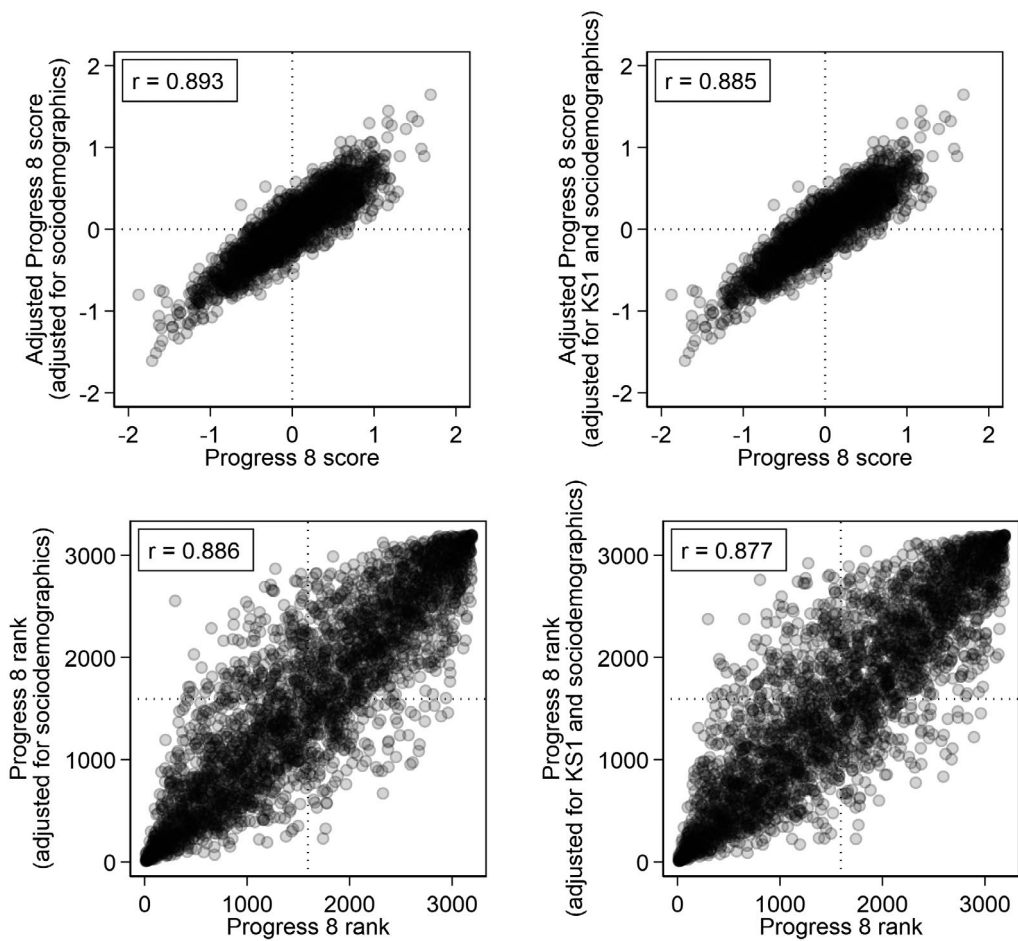 Adjusted Progress 8 score
(adjusted for sociodemographics)
r = 0.893
2
1
0
-1
-2
-2 -1 0 1 2
Progress 8 score
Adjusted Progress 8 score
(adjusted for KS1 and sociodemographics)
r = 0.885
2
1
0
-1
-2
-2 -1 0 1 2
Progress 8 score
Progress 8 rank
(adjusted for sociodemographics)
r = 0.886
3000
2000
1000
0
0 1000 2000 3000
Progress 8 rank
Progress 8 rank
(adjusted for KS1 and sociodemographics)
r = 0.877
3000
2000
1000
0
0 1000 2000 3000
Progress 8 rank